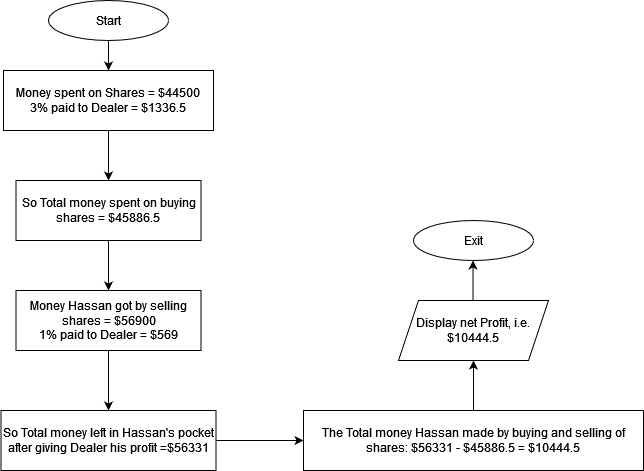 Start
Money spent on Shares = $44500
3% paid to Dealer = $1336.5
So Total money spent on buying
shares = $45886.5
Money Hassan got by selling
shares = $56900
1% paid to Dealer = $569
So Total money left in Hassan's pocket
after giving Dealer his profit =$56331
The Total money Hassan made by buying and selling of
shares: $56331 - $45886.5 = $10444.5
Display net Profit, i.e.
$10444.5
Exit